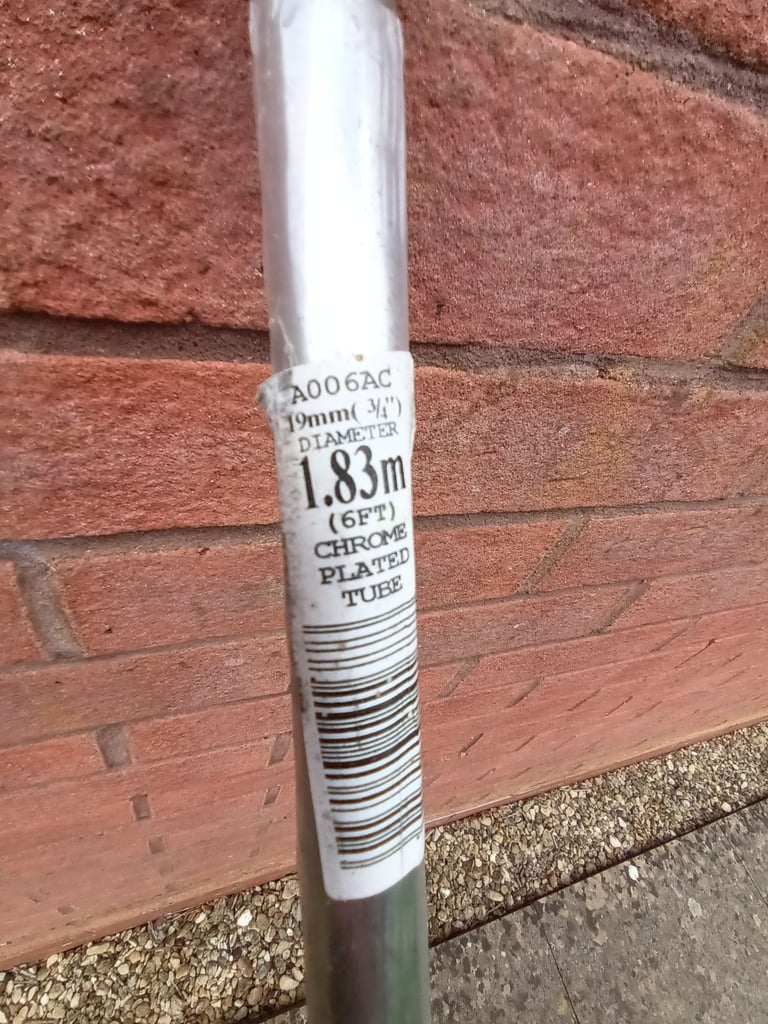 A006AC
19mm( 3/4")
DIAMETER
1.83m
(6FT)
CHROME
PLATED
TUBE